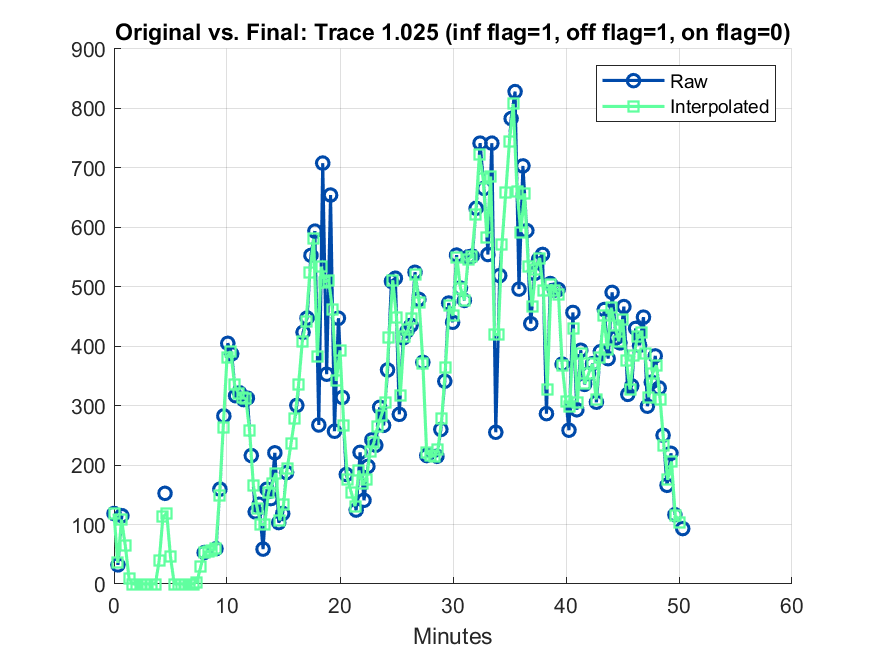 Original vs. Final: Trace 1.025 (inf flag=1, off flag=1, on flag=0)
900
800
700
600
500
400
300
200
100
0
Raw
Interpolated
0 10 20 30 40 50 60
Minutes